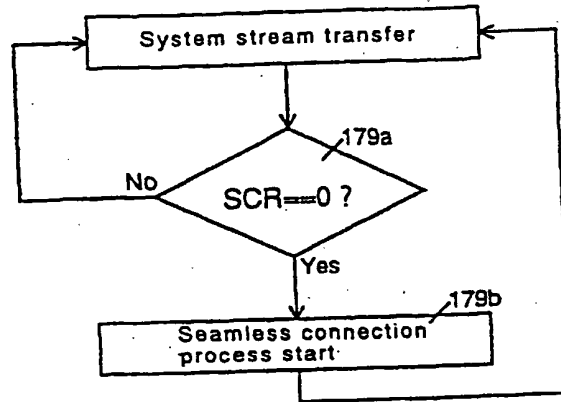 System stream transfer
179a
No
SCR==0 ?
Yes
179b
Seamless connection
process start